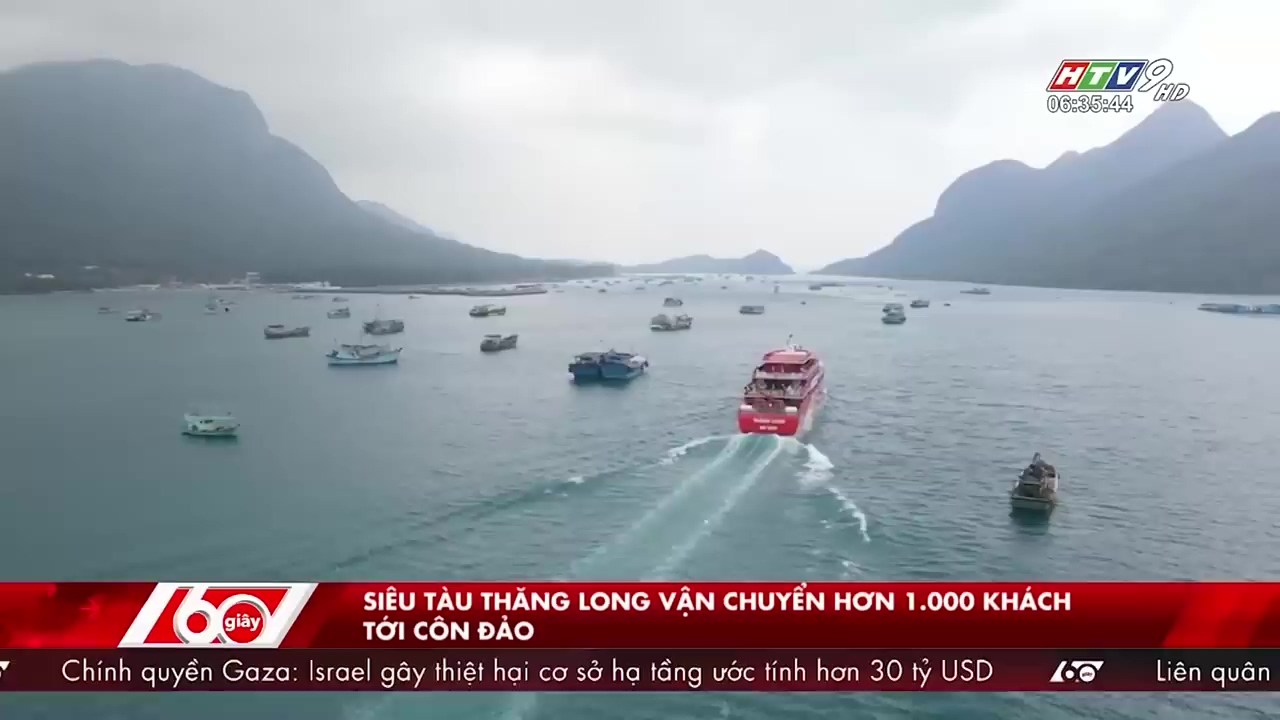 HTV9 HD
06:35:44
60 giây
SIÊU TÀU THĂNG LONG VẬN CHUYỂN HƠN 1.000 KHÁCH
TỚI CÔN ĐẢO
Chính quyền Gaza: Israel gây thiệt hại cơ sở hạ tầng ước tính hơn 30 tỷ USD
60 giây
Liên quân